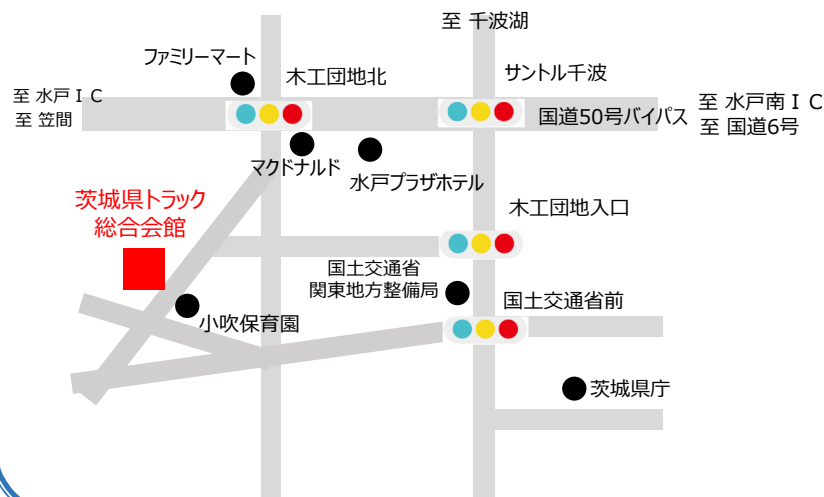 至 千波湖
ファミリーマート
木工団地北
サントル千波
至 水戸ＩＣ
至 笠間
国道50号バイパス
至 水戸南ＩＣ
至 国道6号
マクドナルド
水戸プラザホテル
茨城県トラック
総合会館
木工団地入口
国土交通省
関東地方整備局
国土交通省前
小吹保育園
茨城県庁